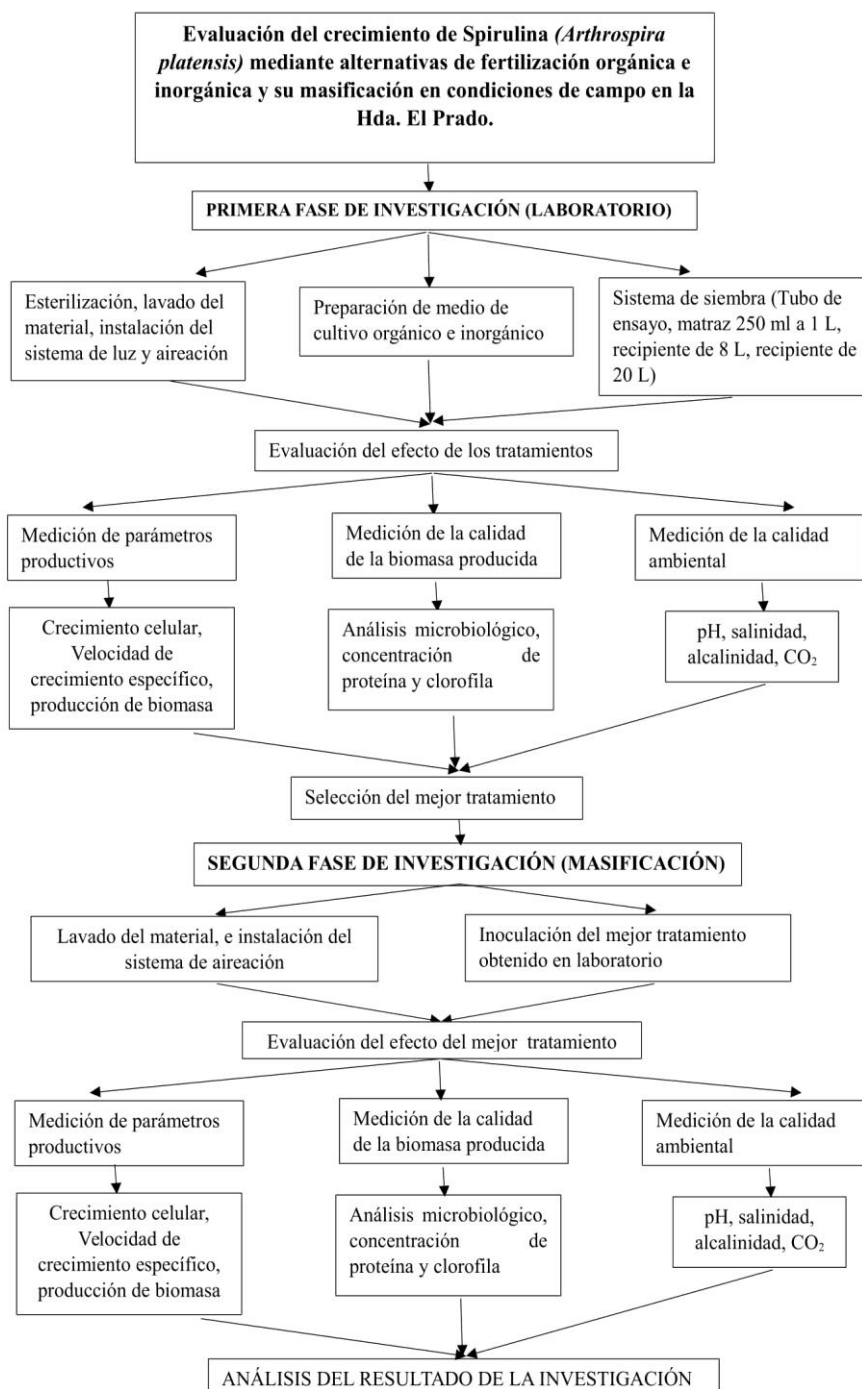 Evaluación del crecimiento de Spirulina (Arthrospira
platensis) mediante alternativas de fertilización orgánica e
inorgánica y su masificación en condiciones de campo en la
Hda. El Prado.
PRIMERA FASE DE INVESTIGACIÓN (LABORATORIO)
Esterilización, lavado del
material, instalación del
sistema de luz y aireación
Preparación de medio de
cultivo orgánico e inorgánico
Sistema de siembra (Tubo de
ensayo, matraz 250 ml a 1 L,
recipiente de 8 L, recipiente de
20 L)
Evaluación del efecto de los tratamientos
Medición de parámetros
productivos
Medición de la calidad
de la biomasa producida
Medición de la calidad
ambiental
Crecimiento celular,
Velocidad de
crecimiento específico,
producción de biomasa
Análisis microbiológico,
concentración de
proteína y clorofila
pH, salinidad,
alcalinidad, CO₂
Selección del mejor tratamiento
SEGUNDA FASE DE INVESTIGACIÓN (MASIFICACIÓN)
Lavado del material, e instalación del
sistema de aireación
Inoculación del mejor tratamiento
obtenido en laboratorio
Evaluación del efecto del mejor tratamiento
Medición de parámetros
productivos
Medición de la calidad
de la biomasa producida
Medición de la calidad
ambiental
Crecimiento celular,
Velocidad de
crecimiento específico,
producción de biomasa
Análisis microbiológico,
concentración de
proteína y clorofila
pH, salinidad,
alcalinidad, CO₂
ANÁLISIS DEL RESULTADO DE LA INVESTIGACIÓN